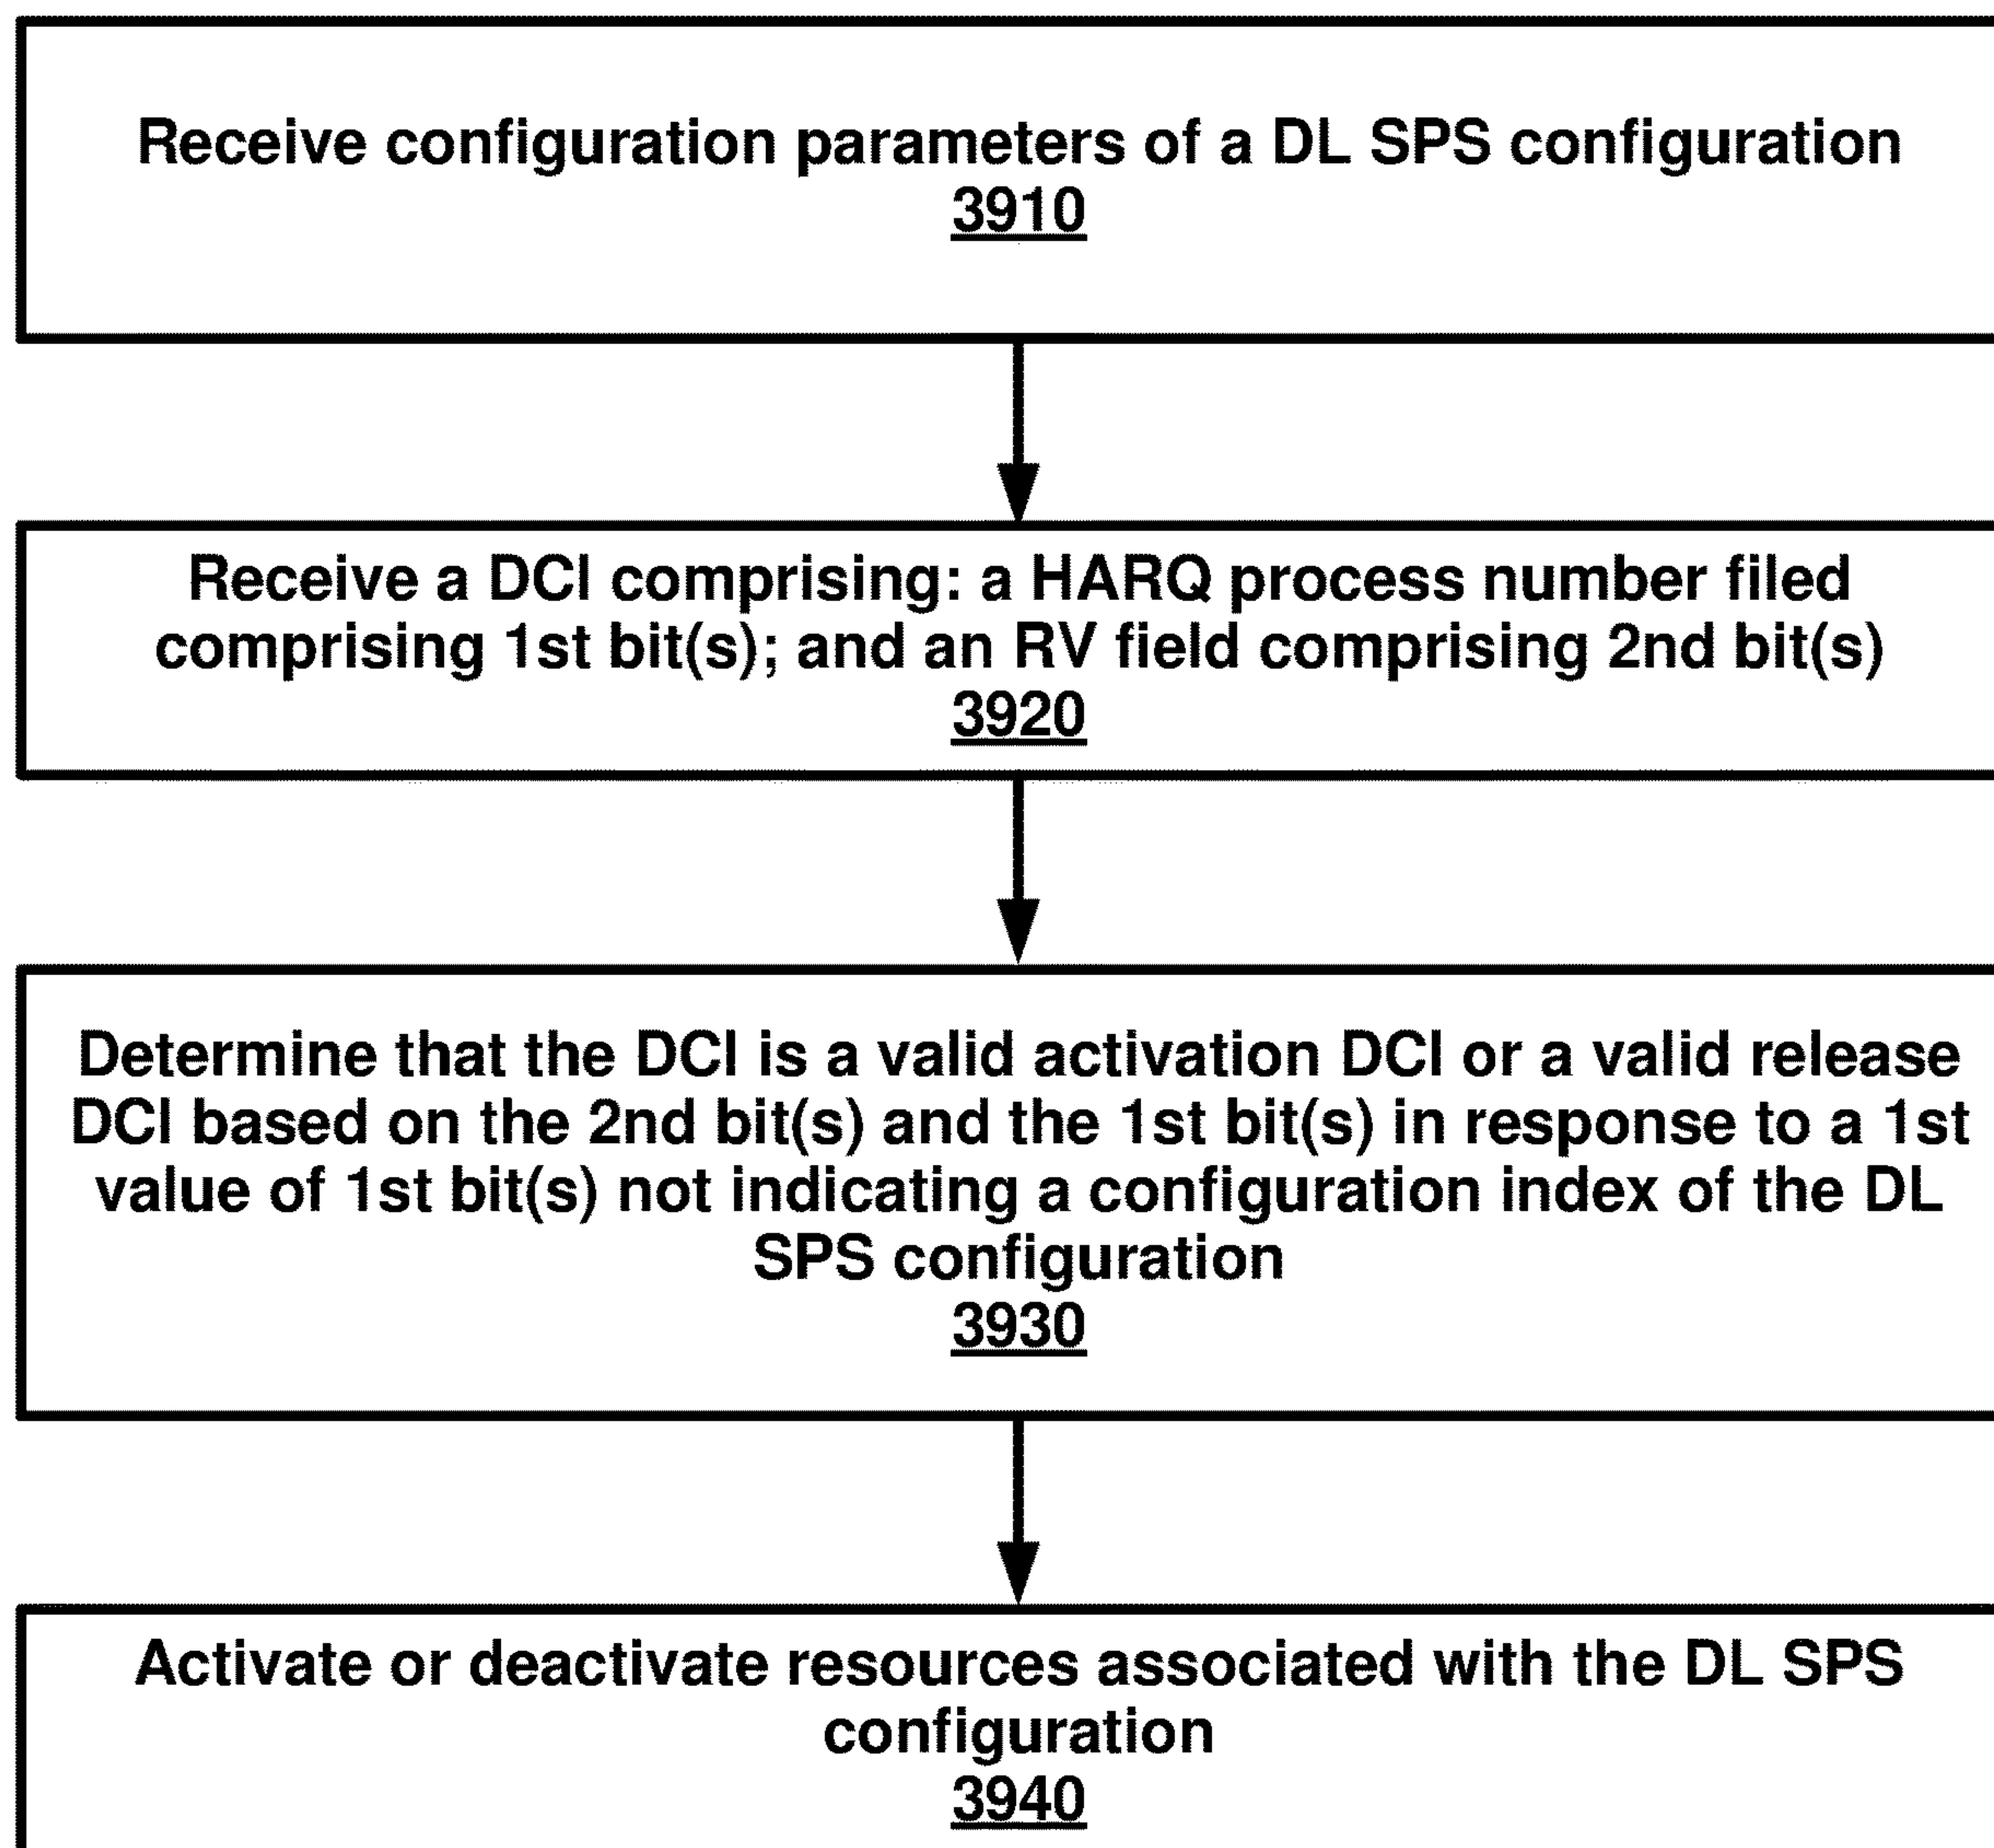 Receive configuration parameters of a DL SPS configuration
3910
Receive a DCI comprising: a HARQ process number filed
comprising 1st bit(s); and an RV field comprising 2nd bit(s)
3920
Determine that the DCI is a valid activation DCI or a valid release
DCI based on the 2nd bit(s) and the 1st bit(s) in response to a 1st
value of 1st bit(s) not indicating a configuration index of the DL
SPS configuration
3930
Activate or deactivate resources associated with the DL SPS
configuration
3940